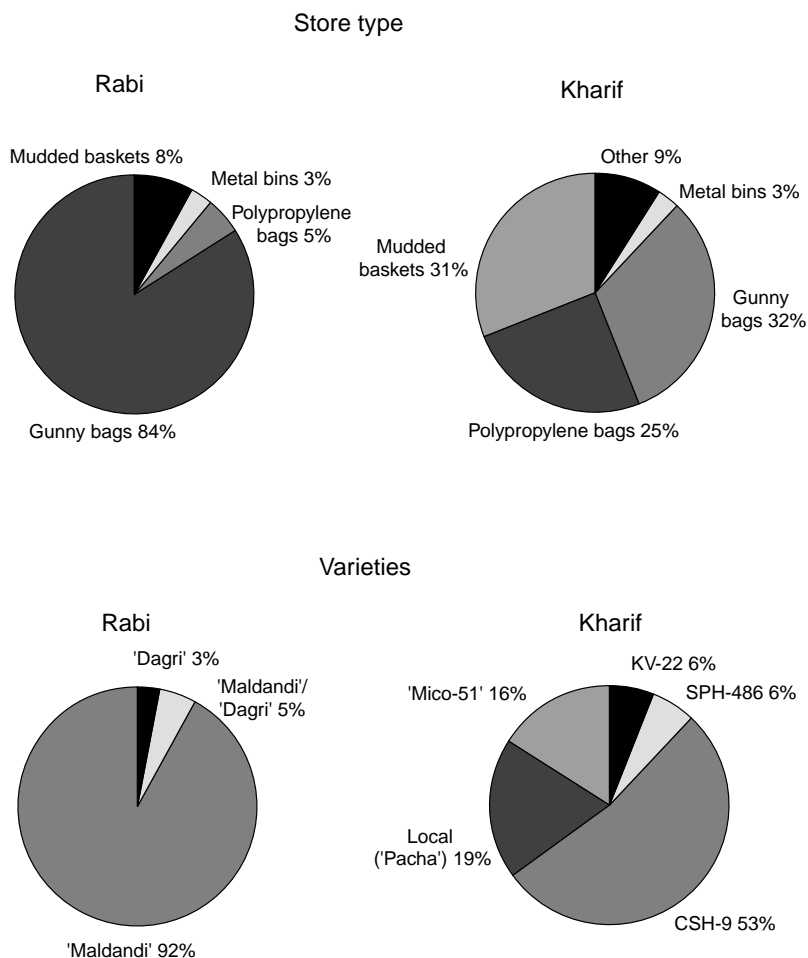 Store type
Rabi
Mudded baskets 8%
Metal bins 3%
Polypropylene
bags 5%
Gunny bags 84%
Kharif
Other 9%
Metal bins 3%
Mudded
baskets 31%
Gunny
bags 32%
Polypropylene bags 25%
Varieties
Rabi
'Dagri' 3%
'Maldandi'/
'Dagri' 5%
'Maldandi' 92%
Kharif
KV-22 6%
SPH-486 6%
'Mico-51' 16%
Local
('Pacha') 19%
CSH-9 53%